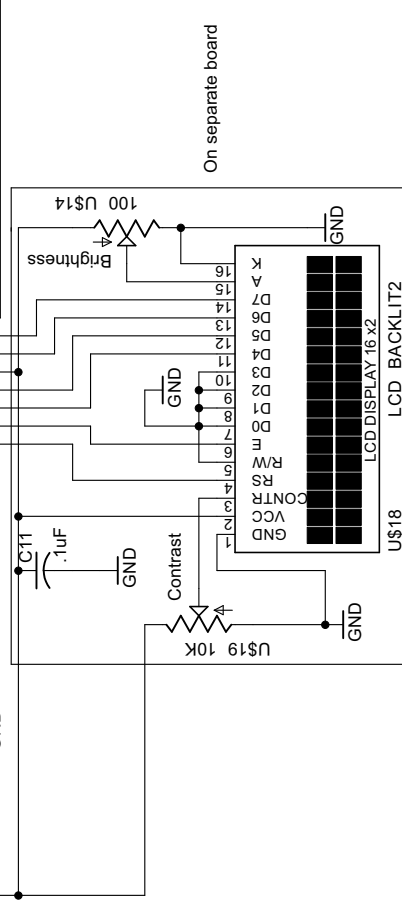 On separate board
U$14
100
Brightness
GND
16 K
15 A
14 D7
13 D6
12 D5
11 D4
10 D3
9 D2
8 D1
7 D0
6 E
5 R/W
4 RS
3 CONTR
2 VCC
1 GND
GND
LCD DISPLAY 16 x2
LCD BACKLIT2
U$18
C11
.1uF
GND
Contrast
U$19 10K
GND